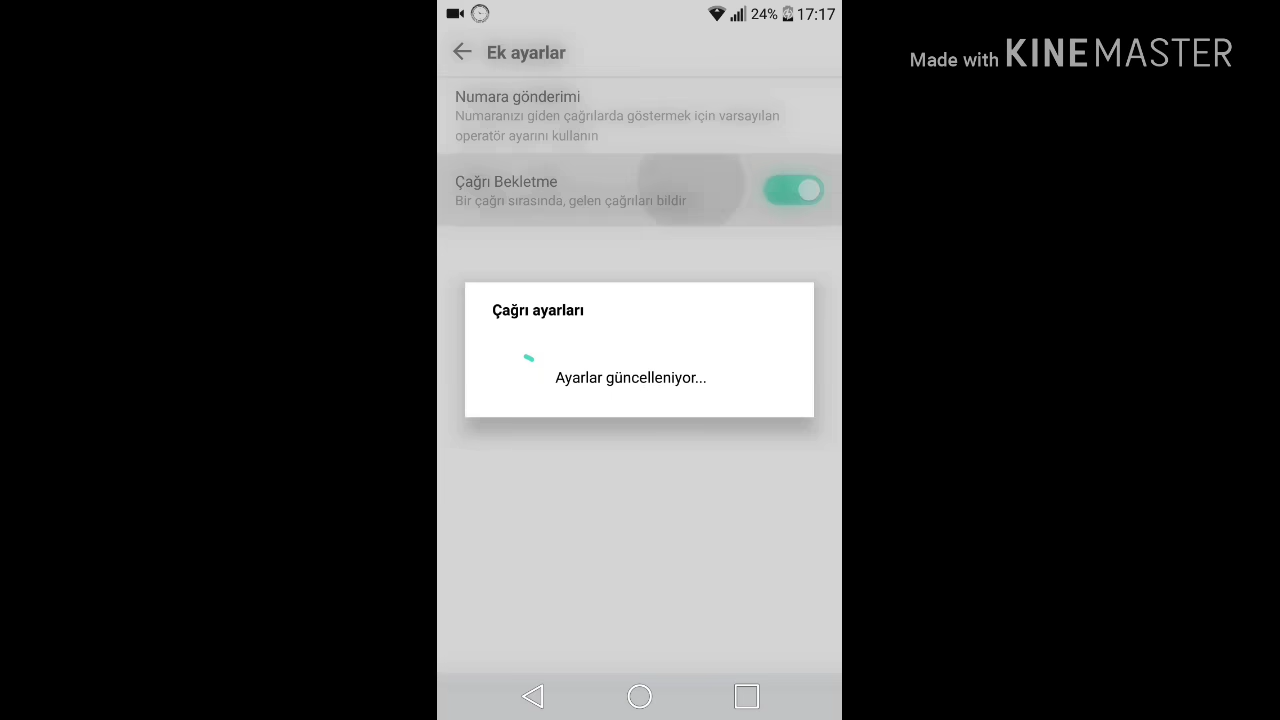 24% 17:17
Ek ayarlar
Made with KINEMASTER
Numara gönderimi
Numaranızı giden çağrılarda göstermek için varsayılan
operatör ayarını kullanın
Çağrı Bekletme
Bir çağrı sırasında, gelen çağrıları bildir
Çağrı ayarları
Ayarlar güncelleniyor...